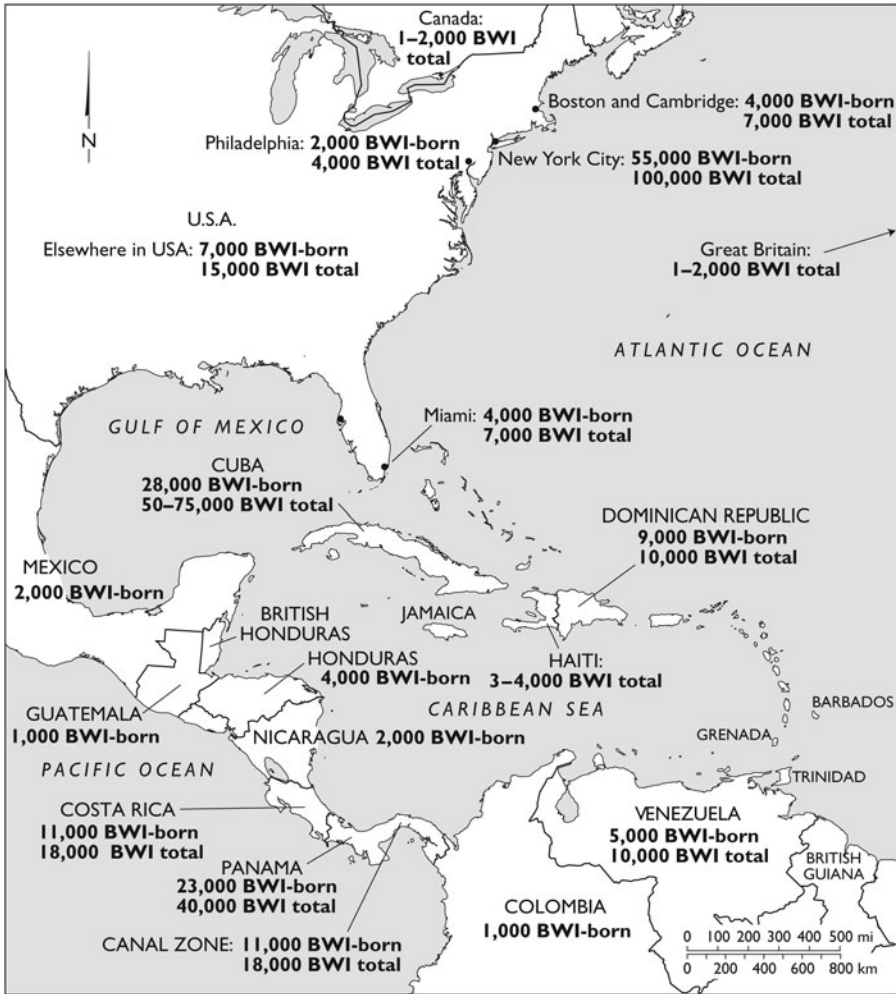 Canada:
1–2,000 BWI
total
N
Boston and Cambridge: 4,000 BWI-born
7,000 BWI total
Philadelphia: 2,000 BWI-born
4,000 BWI total
New York City: 55,000 BWI-born
100,000 BWI total
U.S.A.
Elsewhere in USA: 7,000 BWI-born
15,000 BWI total
Great Britain:
1–2,000 BWI total
ATLANTIC OCEAN
GULF OF MEXICO
Miami: 4,000 BWI-born
7,000 BWI total
CUBA
28,000 BWI-born
50–75,000 BWI total
DOMINICAN REPUBLIC
9,000 BWI-born
10,000 BWI total
MEXICO
2,000 BWI-born
BRITISH
HONDURAS
JAMAICA
HAITI:
3–4,000 BWI total
HONDURAS
4,000 BWI-born
GUATEMALA
1,000 BWI-born
CARIBBEAN SEA
BARBADOS
NICARAGUA 2,000 BWI-born
GRENADA
PACIFIC OCEAN
TRINIDAD
COSTA RICA
11,000 BWI-born
18,000 BWI total
VENEZUELA
5,000 BWI-born
10,000 BWI total
BRITISH
GUIANA
PANAMA
23,000 BWI-born
40,000 BWI total
COLOMBIA
1,000 BWI-born
CANAL ZONE: 11,000 BWI-born
18,000 BWI total
0 100 200 300 400 500 mi
0 200 400 600 800 km